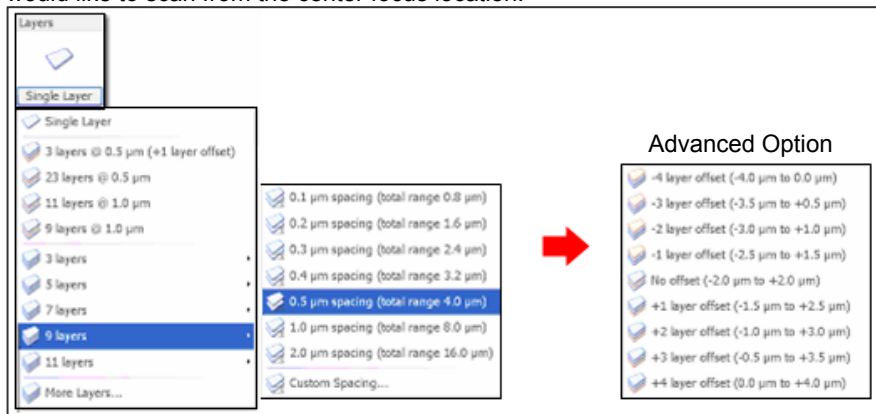 would like to scan from the center focus location.
Layers
Single Layer
Single Layer
3 layers @ 0.5 µm (+1 layer offset)
23 layers @ 0.5 µm
11 layers @ 1.0 µm
9 layers @ 1.0 µm
3 layers
5 layers
7 layers
9 layers
11 layers
More Layers...
0.1 µm spacing (total range 0.8 µm)
0.2 µm spacing (total range 1.6 µm)
0.3 µm spacing (total range 2.4 µm)
0.4 µm spacing (total range 3.2 µm)
0.5 µm spacing (total range 4.0 µm)
1.0 µm spacing (total range 8.0 µm)
2.0 µm spacing (total range 16.0 µm)
Custom Spacing...
Advanced Option
-4 layer offset (-4.0 µm to 0.0 µm)
-3 layer offset (-3.5 µm to +0.5 µm)
-2 layer offset (-3.0 µm to +1.0 µm)
-1 layer offset (-2.5 µm to +1.5 µm)
No offset (-2.0 µm to +2.0 µm)
+1 layer offset (-1.5 µm to +2.5 µm)
+2 layer offset (-1.0 µm to +3.0 µm)
+3 layer offset (-0.5 µm to +3.5 µm)
+4 layer offset (0.0 µm to +4.0 µm)